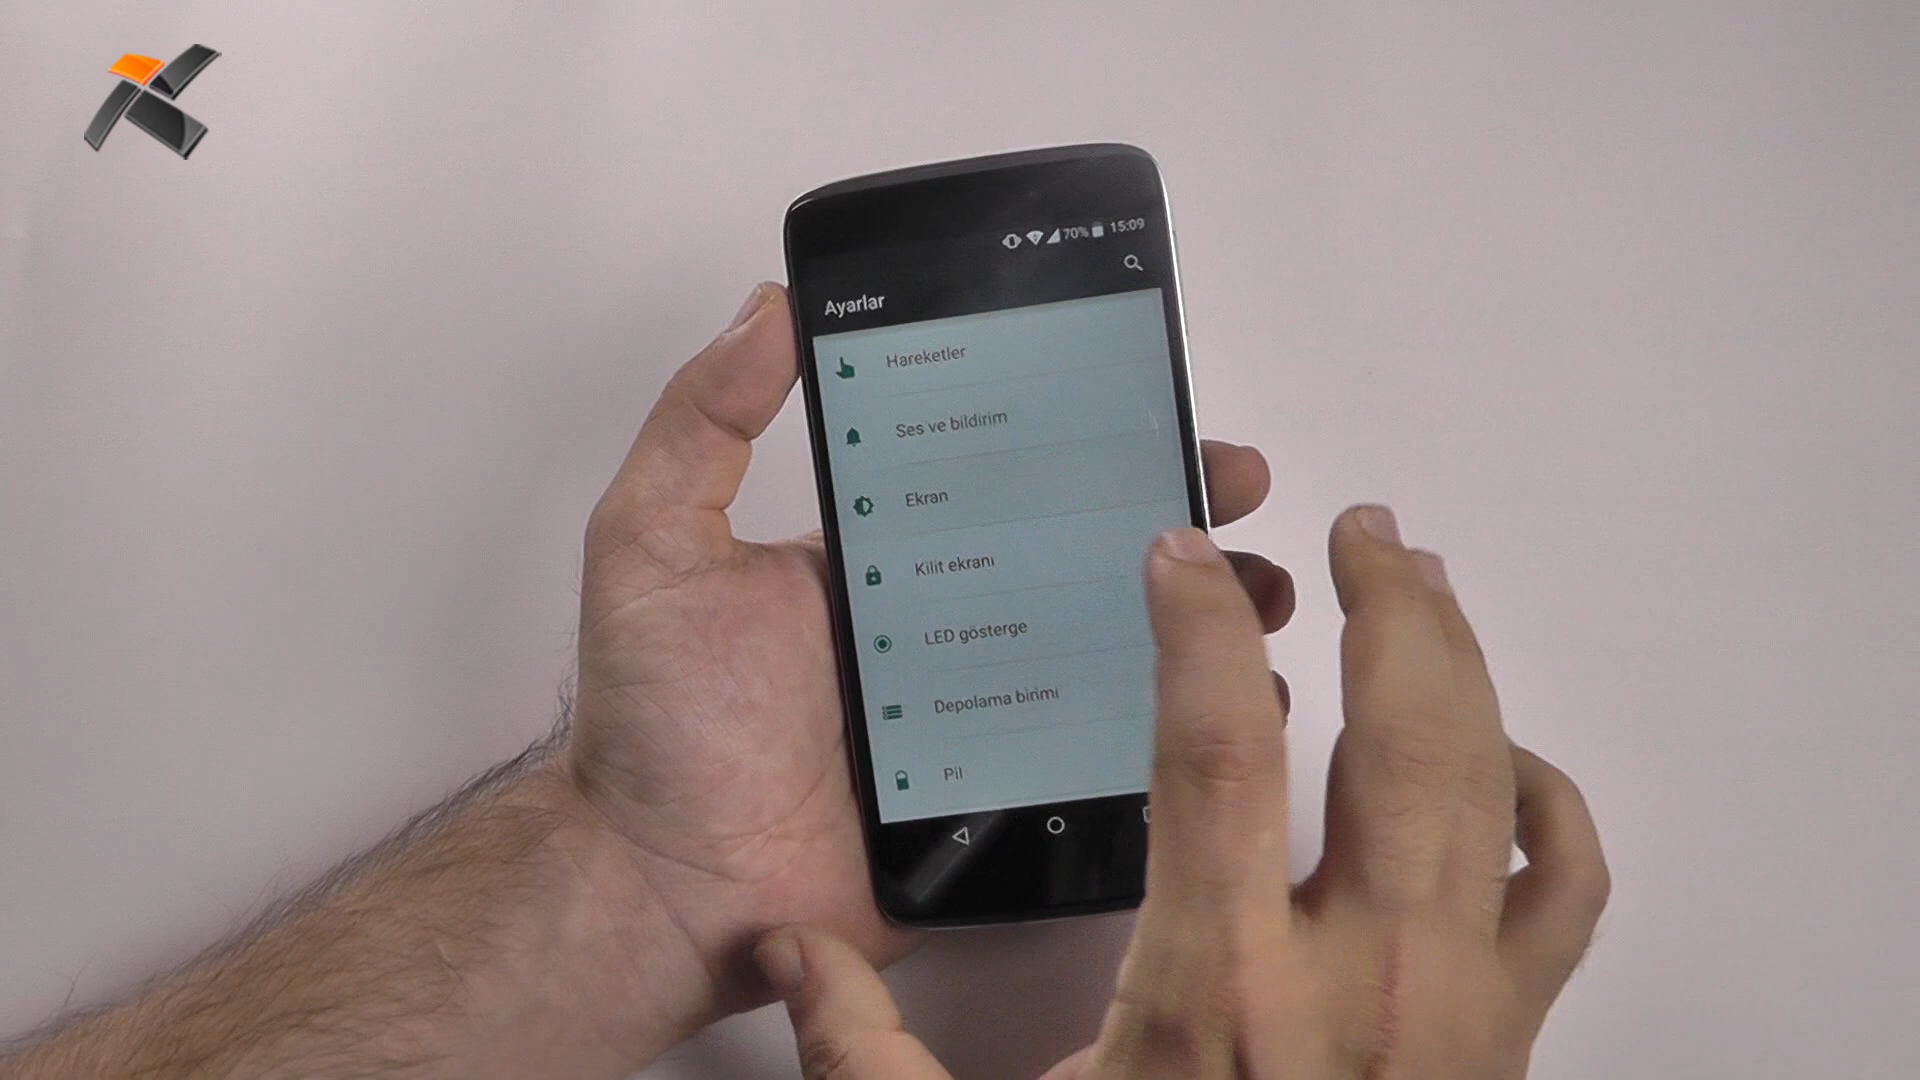 70% 15:09
Ayarlar
Hareketler
Ses ve bildirim
Ekran
Kilit ekranı
LED gösterge
Depolama birimi
Pil